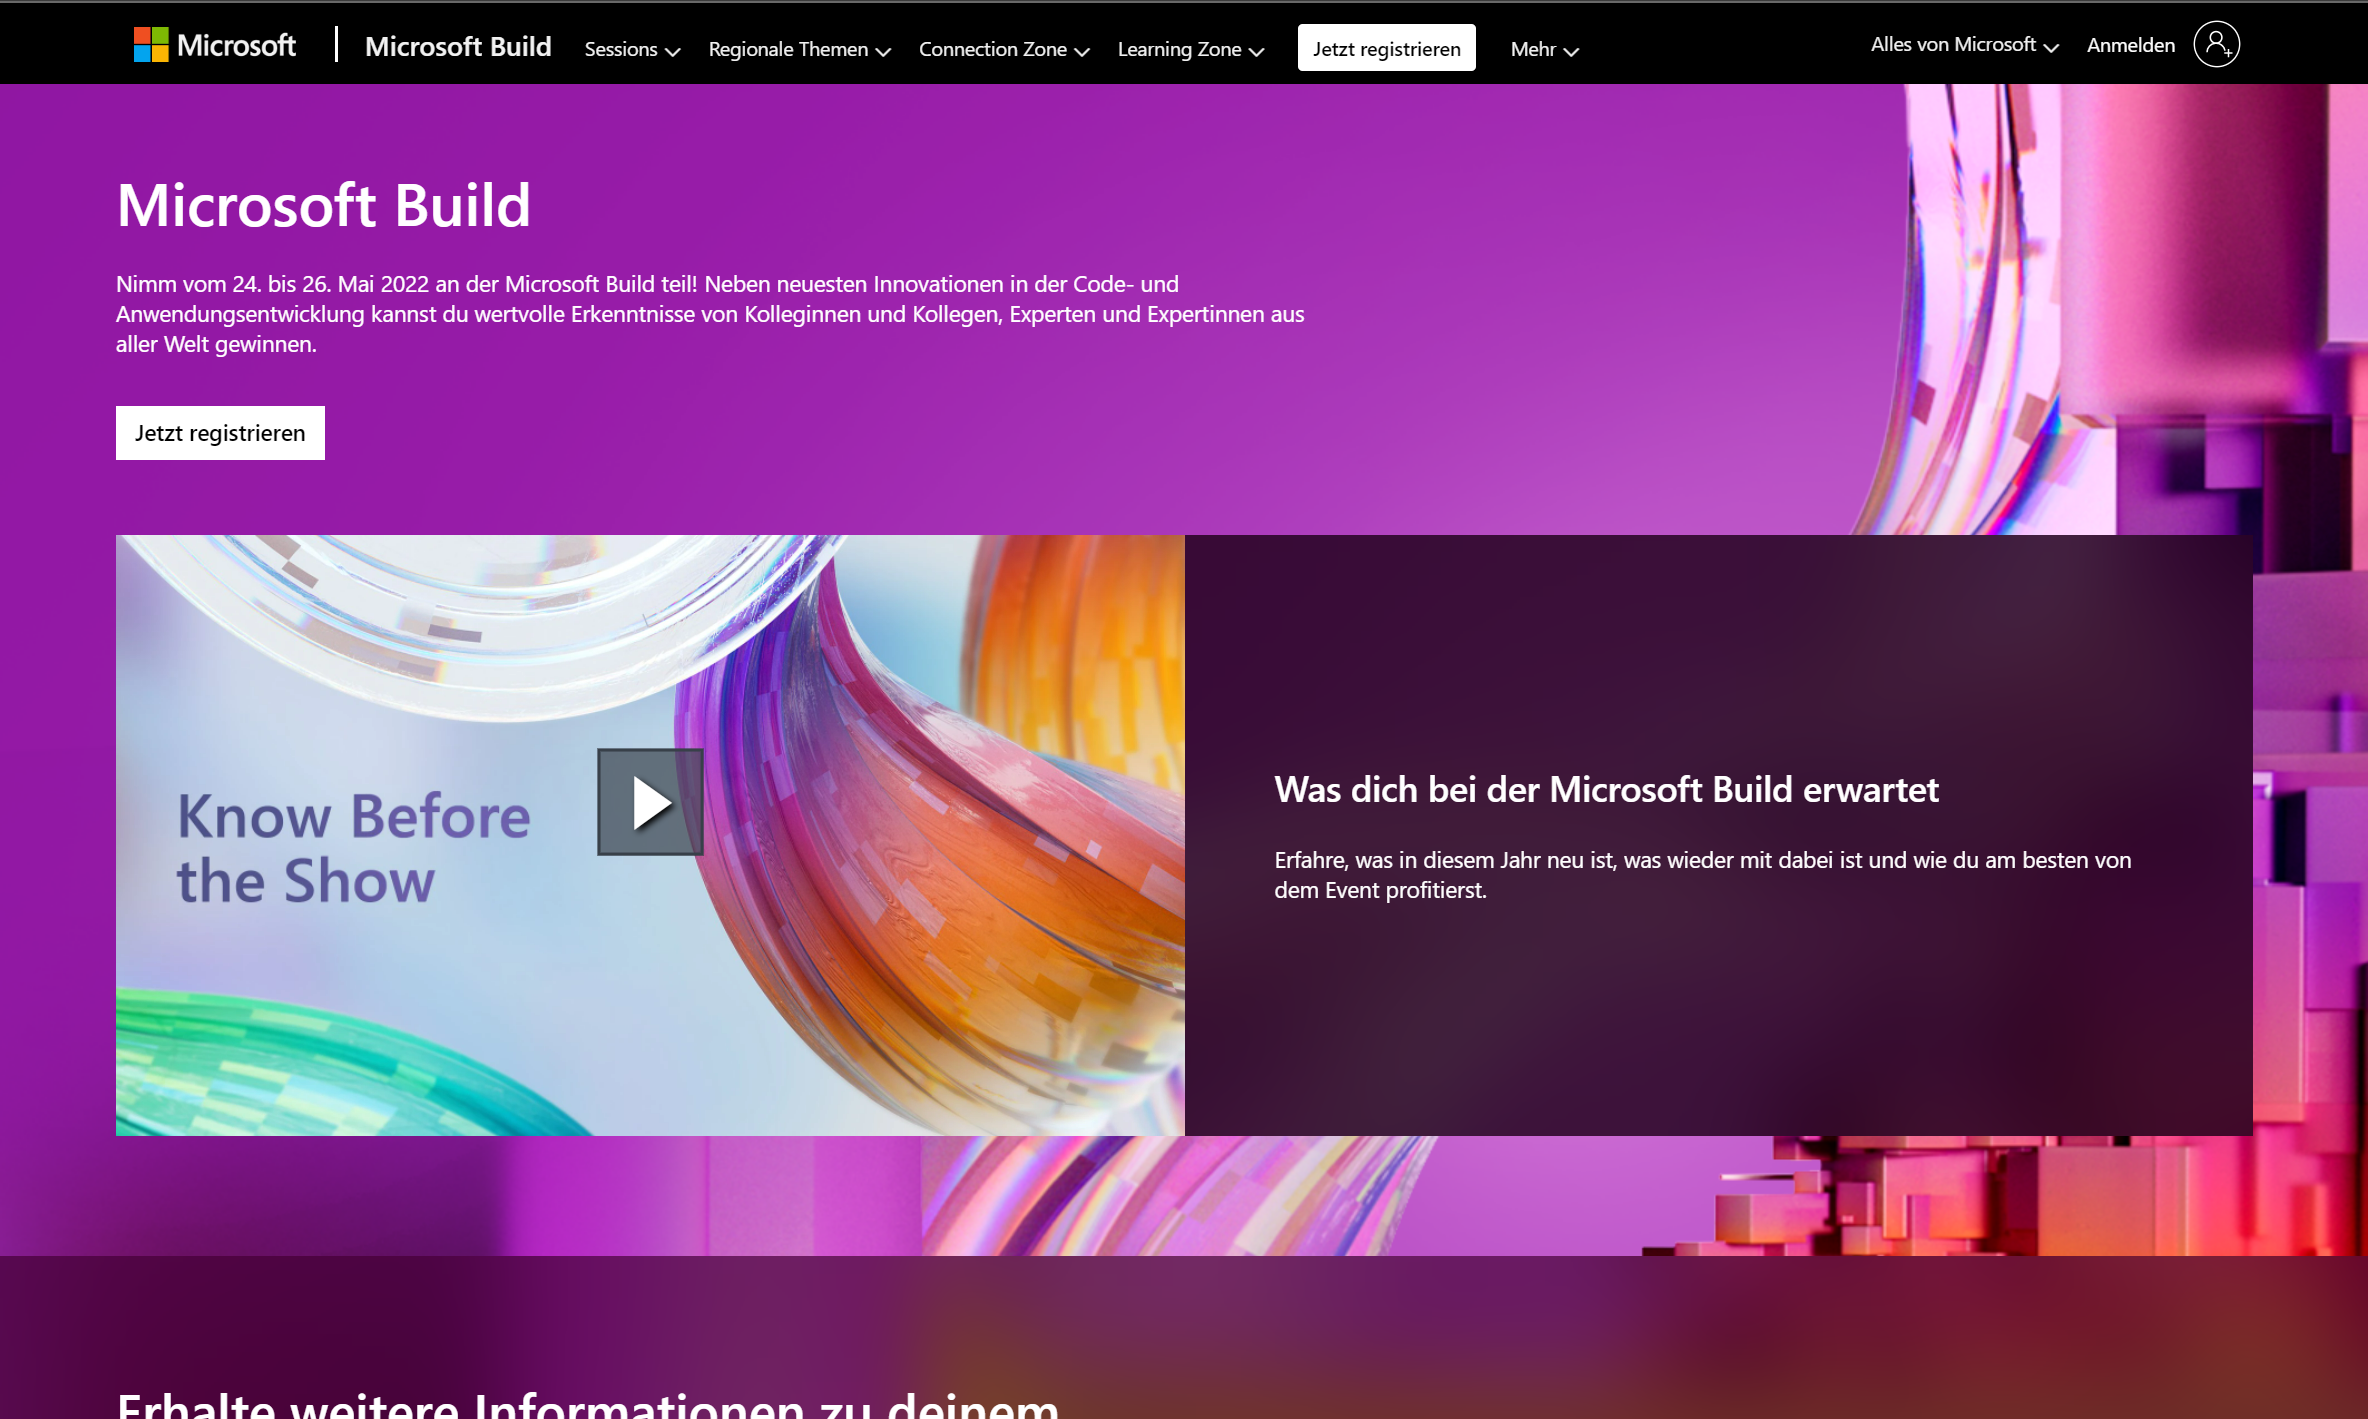 Microsoft
Microsoft Build
Sessions
Regionale Themen
Connection Zone
Learning Zone
Jetzt registrieren
Mehr
Alles von Microsoft
Anmelden
Microsoft Build
Nimm vom 24. bis 26. Mai 2022 an der Microsoft Build teil! Neben neuesten Innovationen in der Code- und
Anwendungsentwicklung kannst du wertvolle Erkenntnisse von Kolleginnen und Kollegen, Experten und Expertinnen aus
aller Welt gewinnen.
Jetzt registrieren
Know Before
the Show
Was dich bei der Microsoft Build erwartet
Erfahre, was in diesem Jahr neu ist, was wieder mit dabei ist und wie du am besten von
dem Event profitierst.
Erhalte weitere Informationen zu deinem